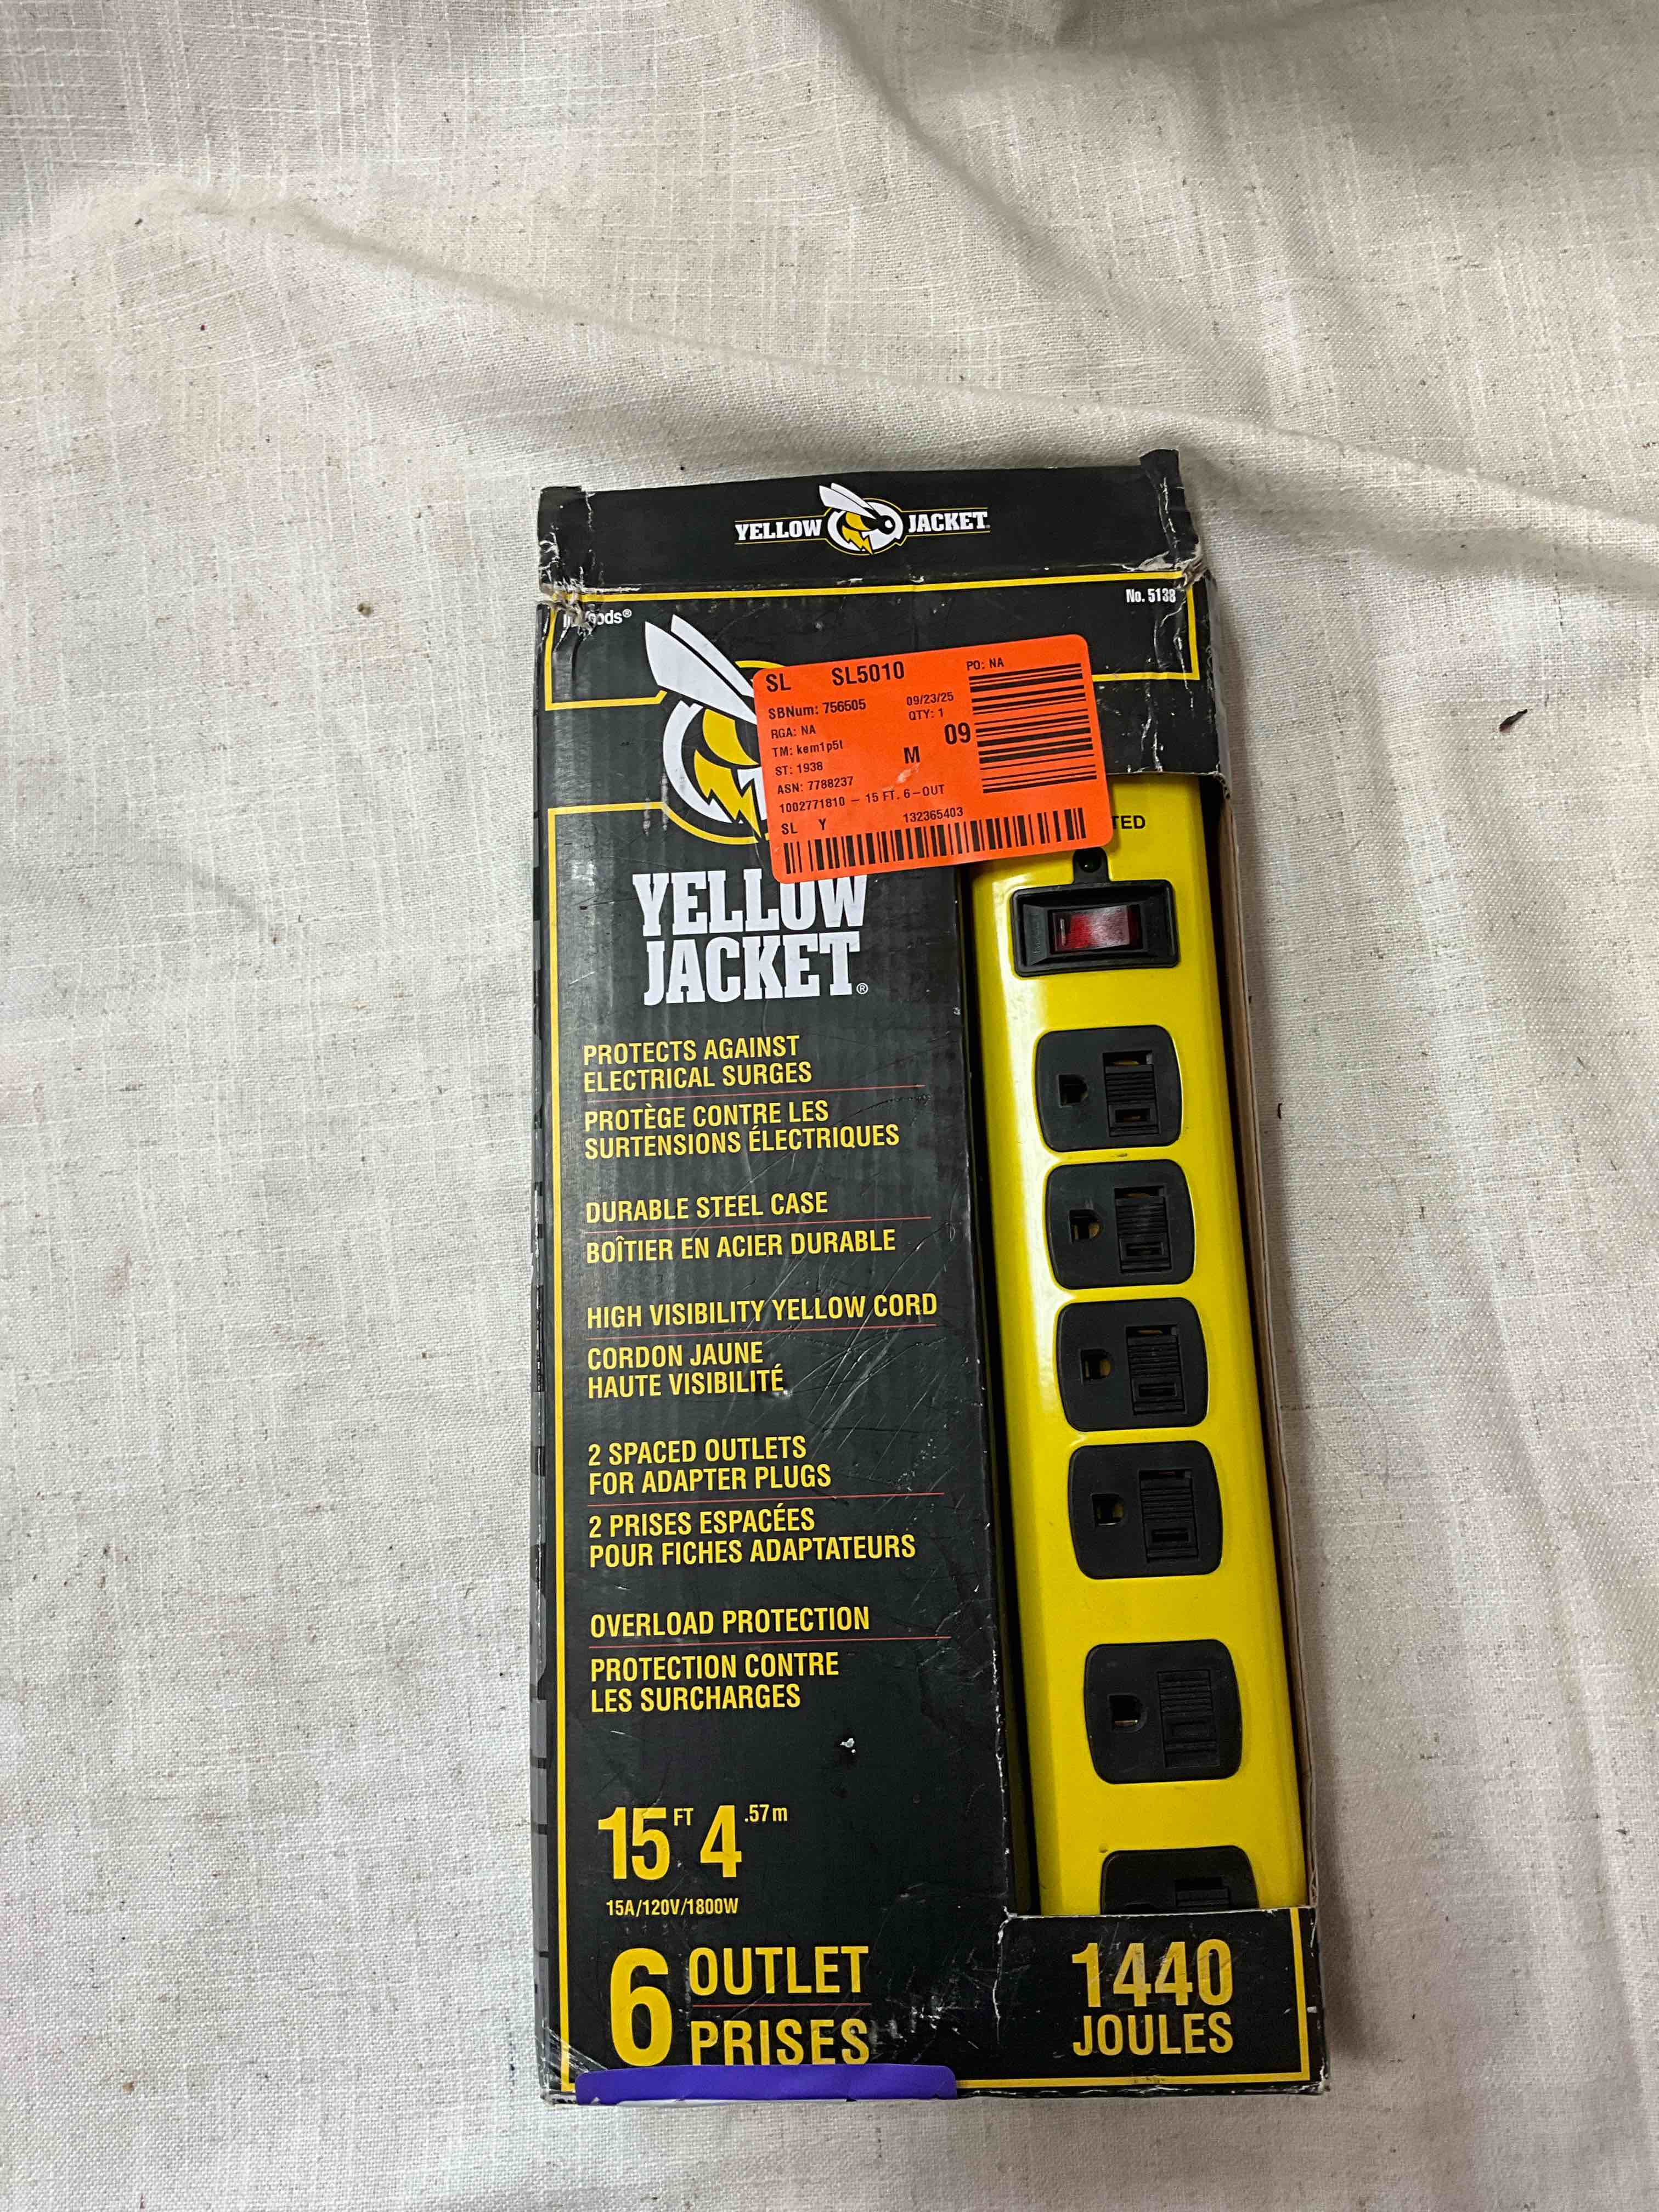 YELLOW JACKET
No. 5138
SL SL5010 PO: NA
SBNum: 756505 09/23/25
RGA: NA QTY: 1
TM: kem1p5t M 09
ST: 1938
ASN: 7788237
1002771810 - 15 FT. 6-OUT
SL Y 132365403
TED
YELLOW
JACKET®
PROTECTS AGAINST
ELECTRICAL SURGES
PROTÈGE CONTRE LES
SURTENSIONS ÉLECTRIQUES
DURABLE STEEL CASE
BOÎTIER EN ACIER DURABLE
HIGH VISIBILITY YELLOW CORD
CORDON JAUNE
HAUTE VISIBILITÉ
2 SPACED OUTLETS
FOR ADAPTER PLUGS
2 PRISES ESPACÉES
POUR FICHES ADAPTATEURS
OVERLOAD PROTECTION
PROTECTION CONTRE
LES SURCHARGES
15 FT 4.57m
15A/120V/1800W
6 OUTLET
PRISES
1440
JOULES